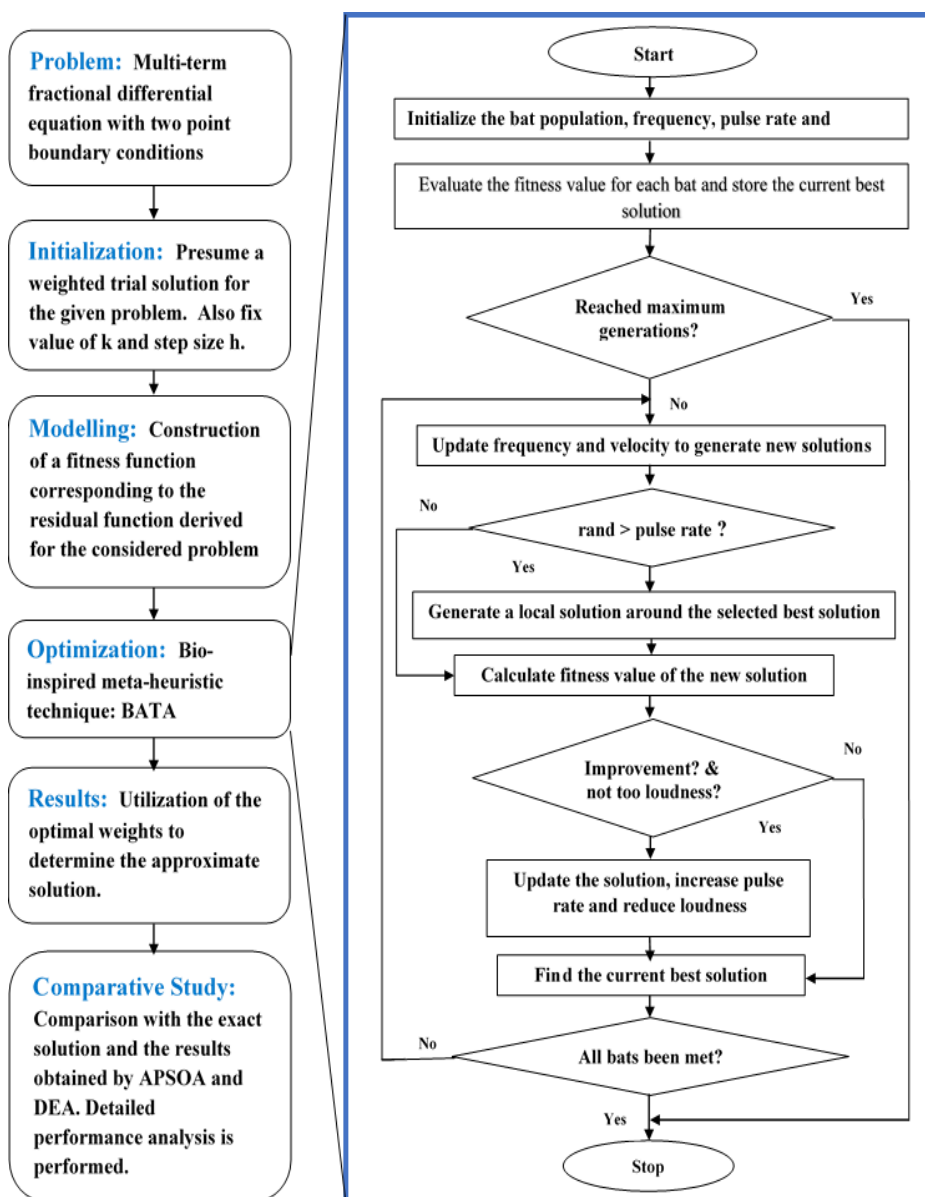 Problem: Multi-term
fractional differential
equation with two point
boundary conditions
Initialization: Presume a
weighted trial solution for
the given problem. Also fix
value of k and step size h.
Modelling: Construction
of a fitness function
corresponding to the
residual function derived
for the considered problem
Optimization: Bio-
inspired meta-heuristic
technique: BATA
Results: Utilization of the
optimal weights to
determine the approximate
solution.
Comparative Study:
Comparison with the exact
solution and the results
obtained by APSOA and
DEA. Detailed
performance analysis is
performed.
Start
Initialize the bat population, frequency, pulse rate and
Evaluate the fitness value for each bat and store the current best
solution
Reached maximum
generations?
Yes
No
Update frequency and velocity to generate new solutions
No
rand > pulse rate ?
Yes
Generate a local solution around the selected best solution
Calculate fitness value of the new solution
No
Improvement? &
not too loudness?
Yes
Update the solution, increase pulse
rate and reduce loudness
Find the current best solution
No
All bats been met?
Yes
Stop